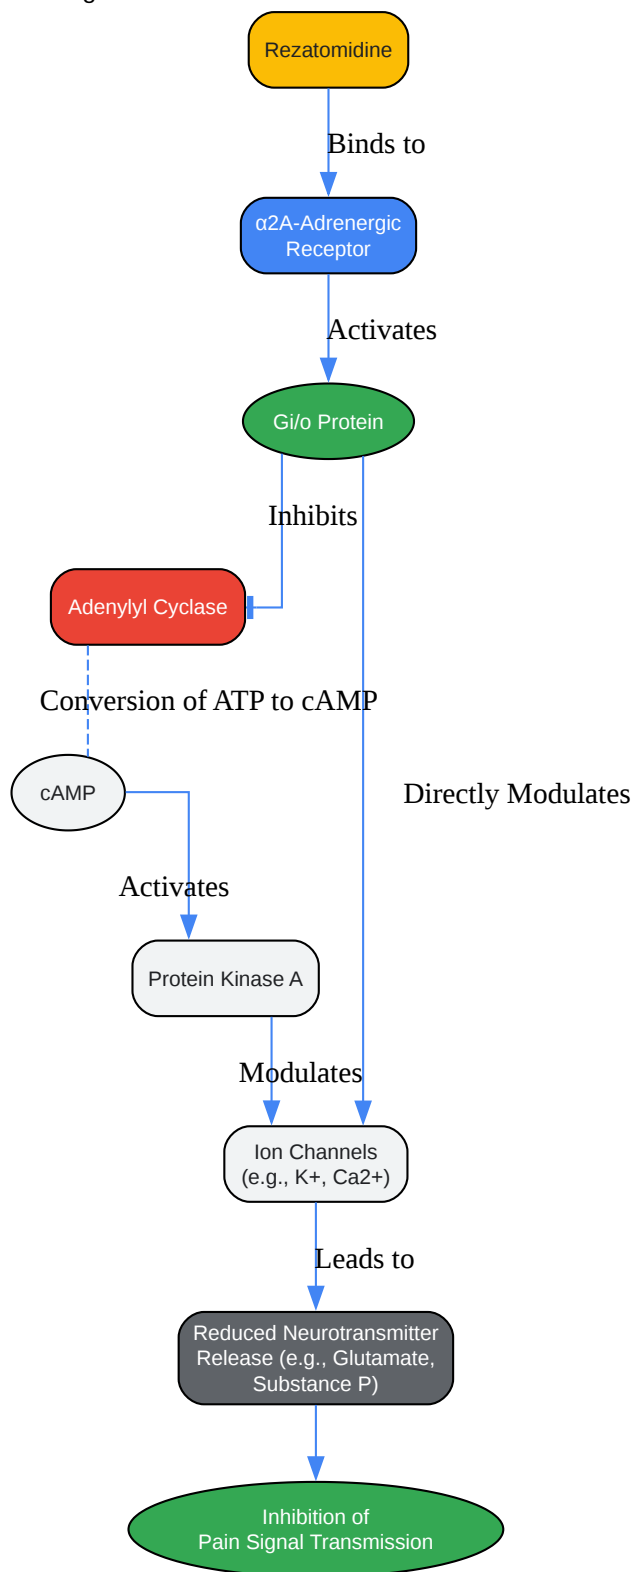 Rezatomidine
Binds to
α2A-Adrenergic
Receptor
Activates
Gi/o Protein
Inhibits
Adenylyl Cyclase
Conversion of ATP to cAMP
cAMP
Directly Modulates
Activates
Protein Kinase A
Modulates
Ion Channels
(e.g., K+, Ca2+)
Leads to
Reduced Neurotransmitter
Release (e.g., Glutamate,
Substance P)
Inhibition of
Pain Signal Transmission